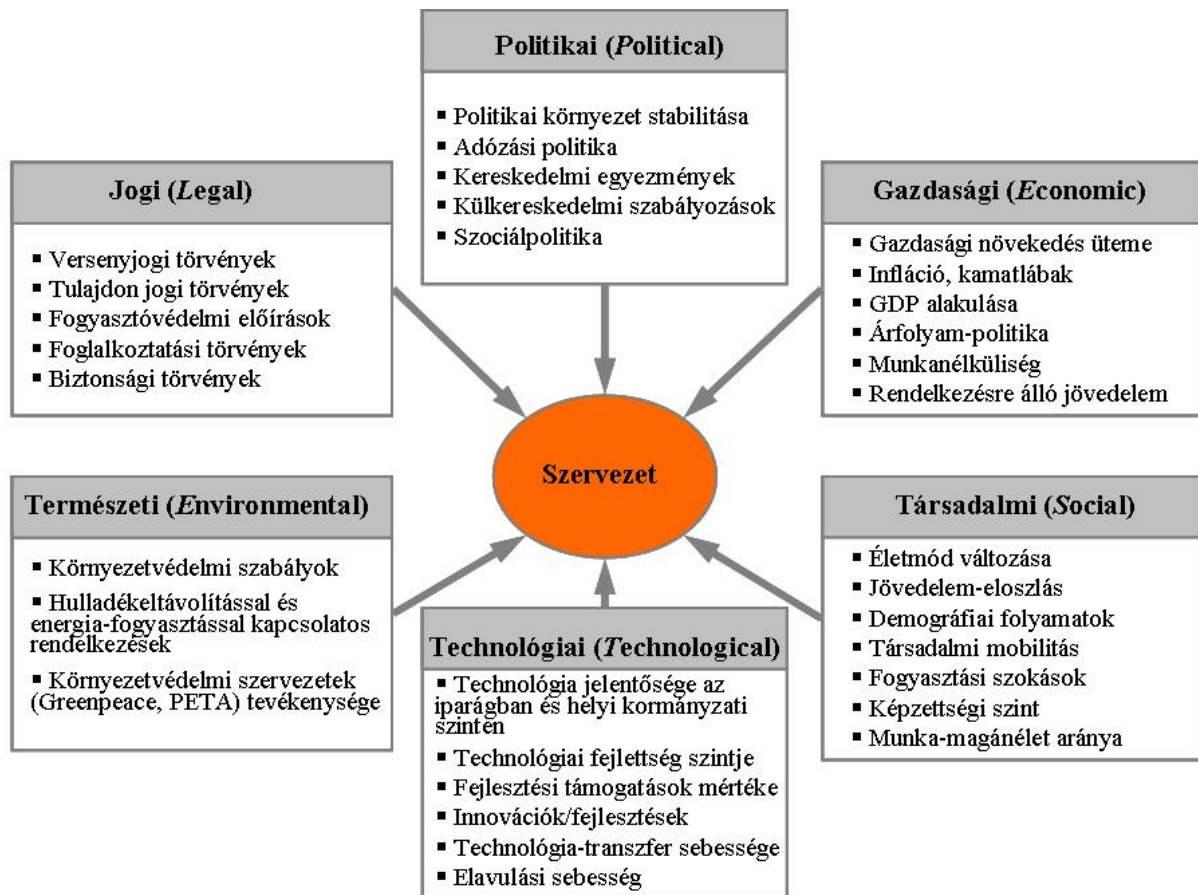 Politikai (Political)
▪ Politikai környezet stabilitása
▪ Adózási politika
▪ Kereskedelmi egyezmények
▪ Külkereskedelmi szabályozások
▪ Szociálpolitika
Jogi (Legal)
▪ Versenyjogi törvények
▪ Tulajdon jogi törvények
▪ Fogyasztóvédelmi előírások
▪ Foglalkoztatási törvények
▪ Biztonsági törvények
Gazdasági (Economic)
▪ Gazdasági növekedés üteme
▪ Infláció, kamatlábak
▪ GDP alakulása
▪ Árfolyam-politika
▪ Munkanélküliség
▪ Rendelkezésre álló jövedelem
Szervezet
Természeti (Environmental)
▪ Környezetvédelmi szabályok
▪ Hulladékeltávolítással és
energia-fogyasztással kapcsolatos
rendelkezések
▪ Környezetvédelmi szervezetek
(Greenpeace, PETA) tevékenysége
Technológiai (Technological)
▪ Technológia jelentősége az
iparágban és helyi kormányzati
szinten
▪ Technológiai fejlettség szintje
▪ Fejlesztési támogatások mértéke
▪ Innovációk/fejlesztések
▪ Technológia-transzfer sebessége
▪ Elavulási sebesség
Társadalmi (Social)
▪ Életmód változása
▪ Jövedelem-eloszlás
▪ Demográfiai folyamatok
▪ Társadalmi mobilitás
▪ Fogyasztási szokások
▪ Képzettségi szint
▪ Munka-magánélet aránya